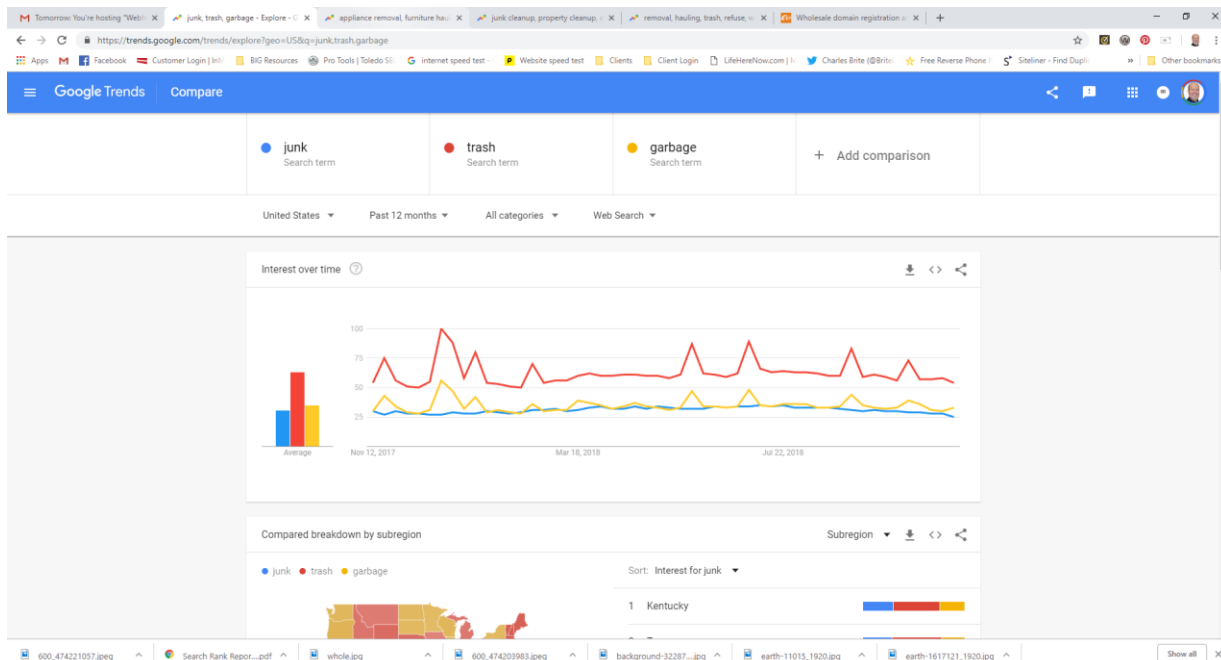 Tomorrow: You're hosting "Webi
junk, trash, garbage - Explore - G
appliance removal, furniture haul
junk cleanup, property cleanup,
removal, hauling, trash, refuse, w
Wholesale domain registration a
https://trends.google.com/trends/explore?geo=US&q=junk,trash,garbage
Apps Facebook Customer Login | Inf BIG Resources Pro Tools | Toledo SE internet speed test - Website speed test Clients Client Login LifeHereNow.com | Charles Brite (@Brite Free Reverse Phone Siteliner - Find Duplic » Other bookmarks
Google Trends Compare
junk
Search term
trash
Search term
garbage
Search term
+ Add comparison
United States Past 12 months All categories Web Search
Interest over time
100
75
50
25
Average
Nov 12, 2017 Mar 18, 2018 Jul 22, 2018
Compared breakdown by subregion
Subregion
junk trash garbage
Sort: Interest for junk
1 Kentucky
600_474221057.jpeg Search Rank Repor....pdf whole.jpg 600_474203983.jpeg background-32287....jpg earth-11015_1920.jpg earth-1617121_1920.jpg Show all